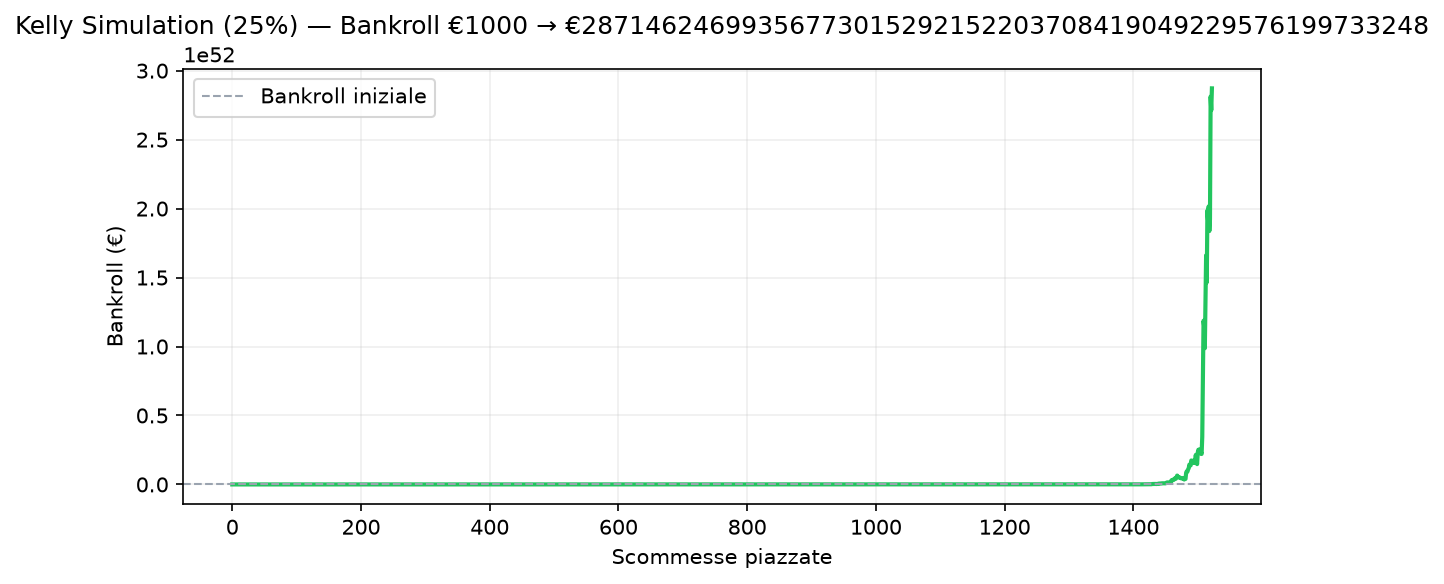 Kelly Simulation (25%) — Bankroll €1000 → €28714624699356773015292152203708419049229576199733248
1e52
3.0
2.5
2.0
1.5
1.0
0.5
0.0
Bankroll iniziale
Bankroll (€)
0 200 400 600 800 1000 1200 1400
Scommesse piazzate